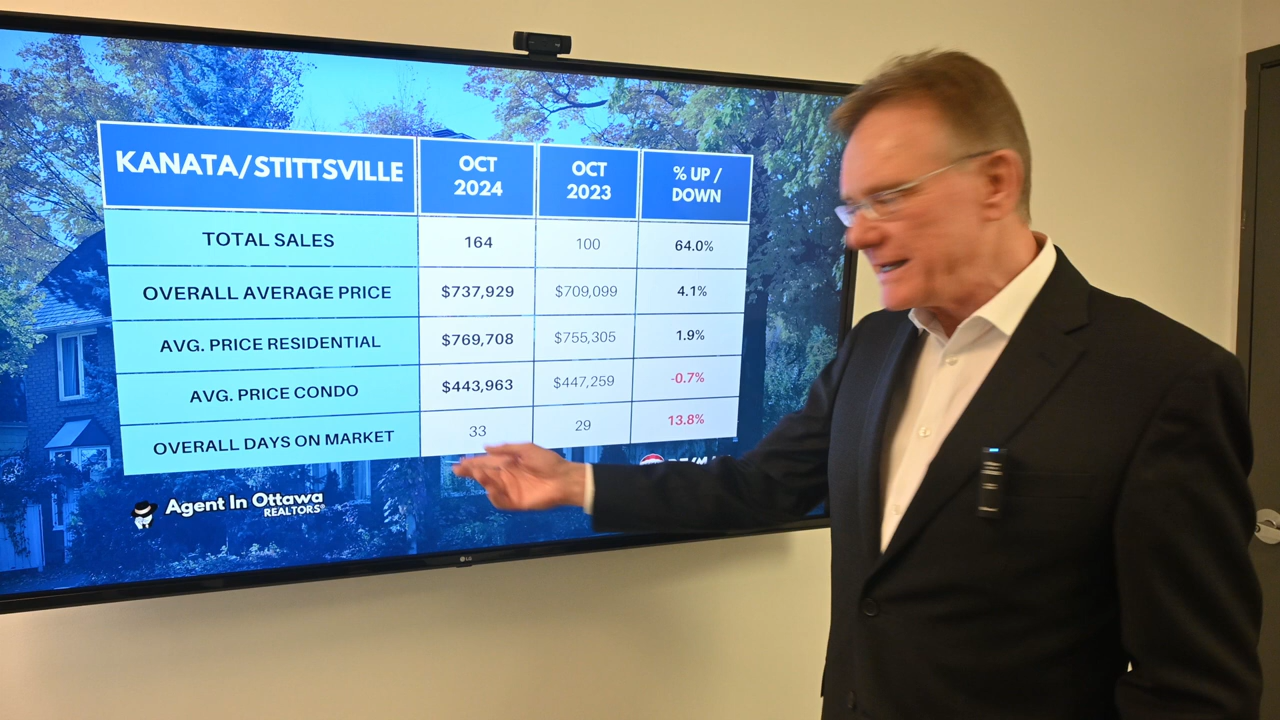 KANATA/STITTSVILLE
OCT 2024
OCT 2023
% UP / DOWN
TOTAL SALES 164 100 64.0%
OVERALL AVERAGE PRICE $737,929 $709,099 4.1%
AVG. PRICE RESIDENTIAL $769,708 $755,305 1.9%
AVG. PRICE CONDO $443,963 $447,259 -0.7%
OVERALL DAYS ON MARKET 33 29 13.8%
Agent In Ottawa
REALTORS®
LG